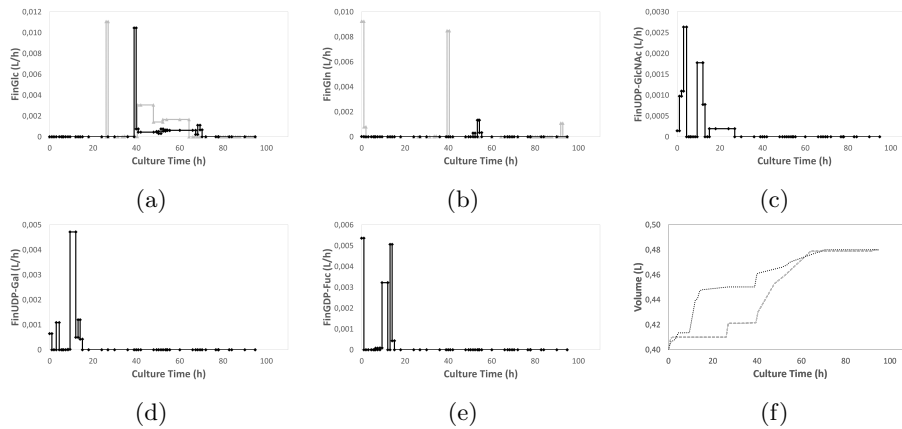 0,012
0,01
0,008
0,006
0,004
0,002
0
FinGlc (L/h)
0 20 40 60 80 100
Culture Time (h)
(a)
0,010
0,008
0,006
0,004
0,002
0
FinGln (L/h)
0 20 40 60 80 100
Culture Time (h)
(b)
0,0030
0,0025
0,002
0,0015
0,001
0,0005
0
FinUDP-GlcNAc (L/h)
0 20 40 60 80 100
Culture Time (h)
(c)
0,005
0,004
0,003
0,002
0,001
0
FinUDP-Gal (L/h)
0 20 40 60 80 100
Culture Time (h)
(d)
0,006
0,005
0,004
0,003
0,002
0,001
0
FinGDP-Fuc (L/h)
0 20 40 60 80 100
Culture Time (h)
(e)
0,50
0,48
0,46
0,44
0,42
0,40
Volume (L)
0 20 40 60 80 100
Culture Time (h)
(f)